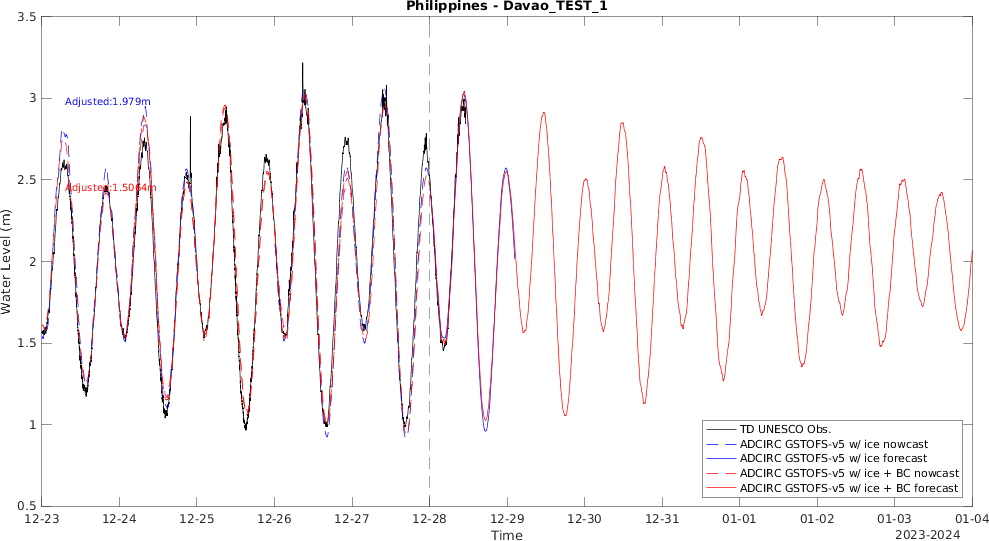 Philippines - Davao_TEST_1
3.5
3
2.5
2
1.5
1
0.5
Water Level (m)
Adjusted:1.979m
Adjusted:1.5064m
TD UNESCO Obs.
ADCIRC GSTOFS-v5 w/ ice nowcast
ADCIRC GSTOFS-v5 w/ ice forecast
ADCIRC GSTOFS-v5 w/ ice + BC nowcast
ADCIRC GSTOFS-v5 w/ ice + BC forecast
12-23 12-24 12-25 12-26 12-27 12-28 12-29 12-30 12-31 01-01 01-02 01-03 01-04
Time
2023-2024